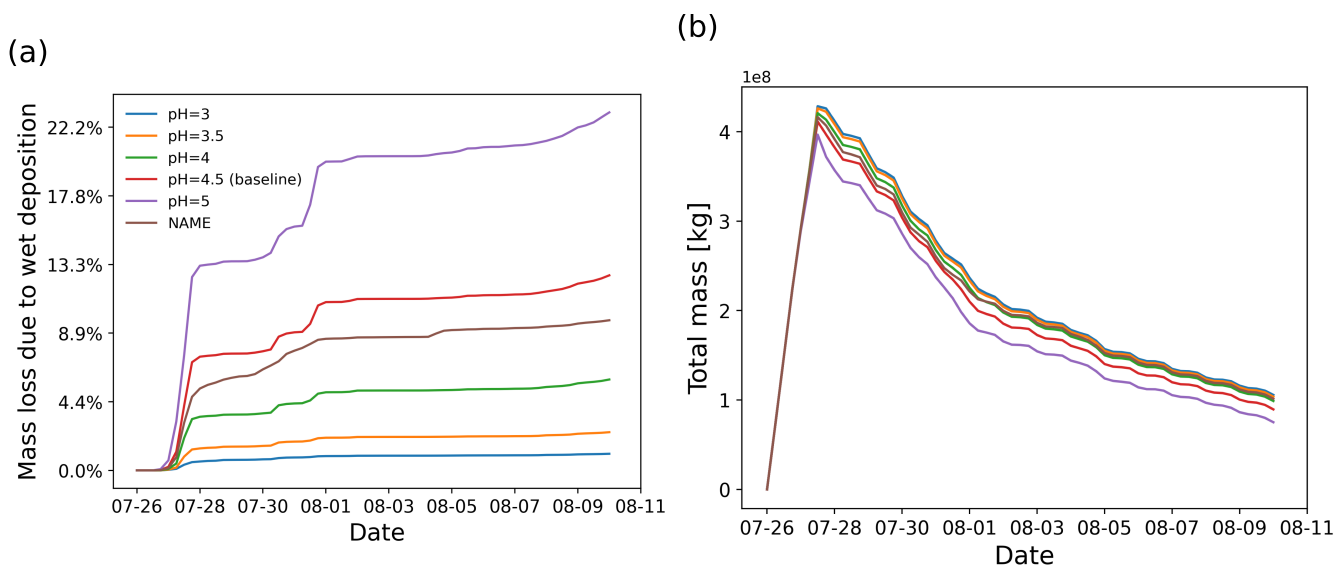 (a)
Mass loss due to wet deposition
22.2%
17.8%
13.3%
8.9%
4.4%
0.0%
pH=3
pH=3.5
pH=4
pH=4.5 (baseline)
pH=5
NAME
07-26 07-28 07-30 08-01 08-03 08-05 08-07 08-09 08-11
Date
(b)
1e8
Total mass [kg]
4
3
2
1
0
07-26 07-28 07-30 08-01 08-03 08-05 08-07 08-09 08-11
Date